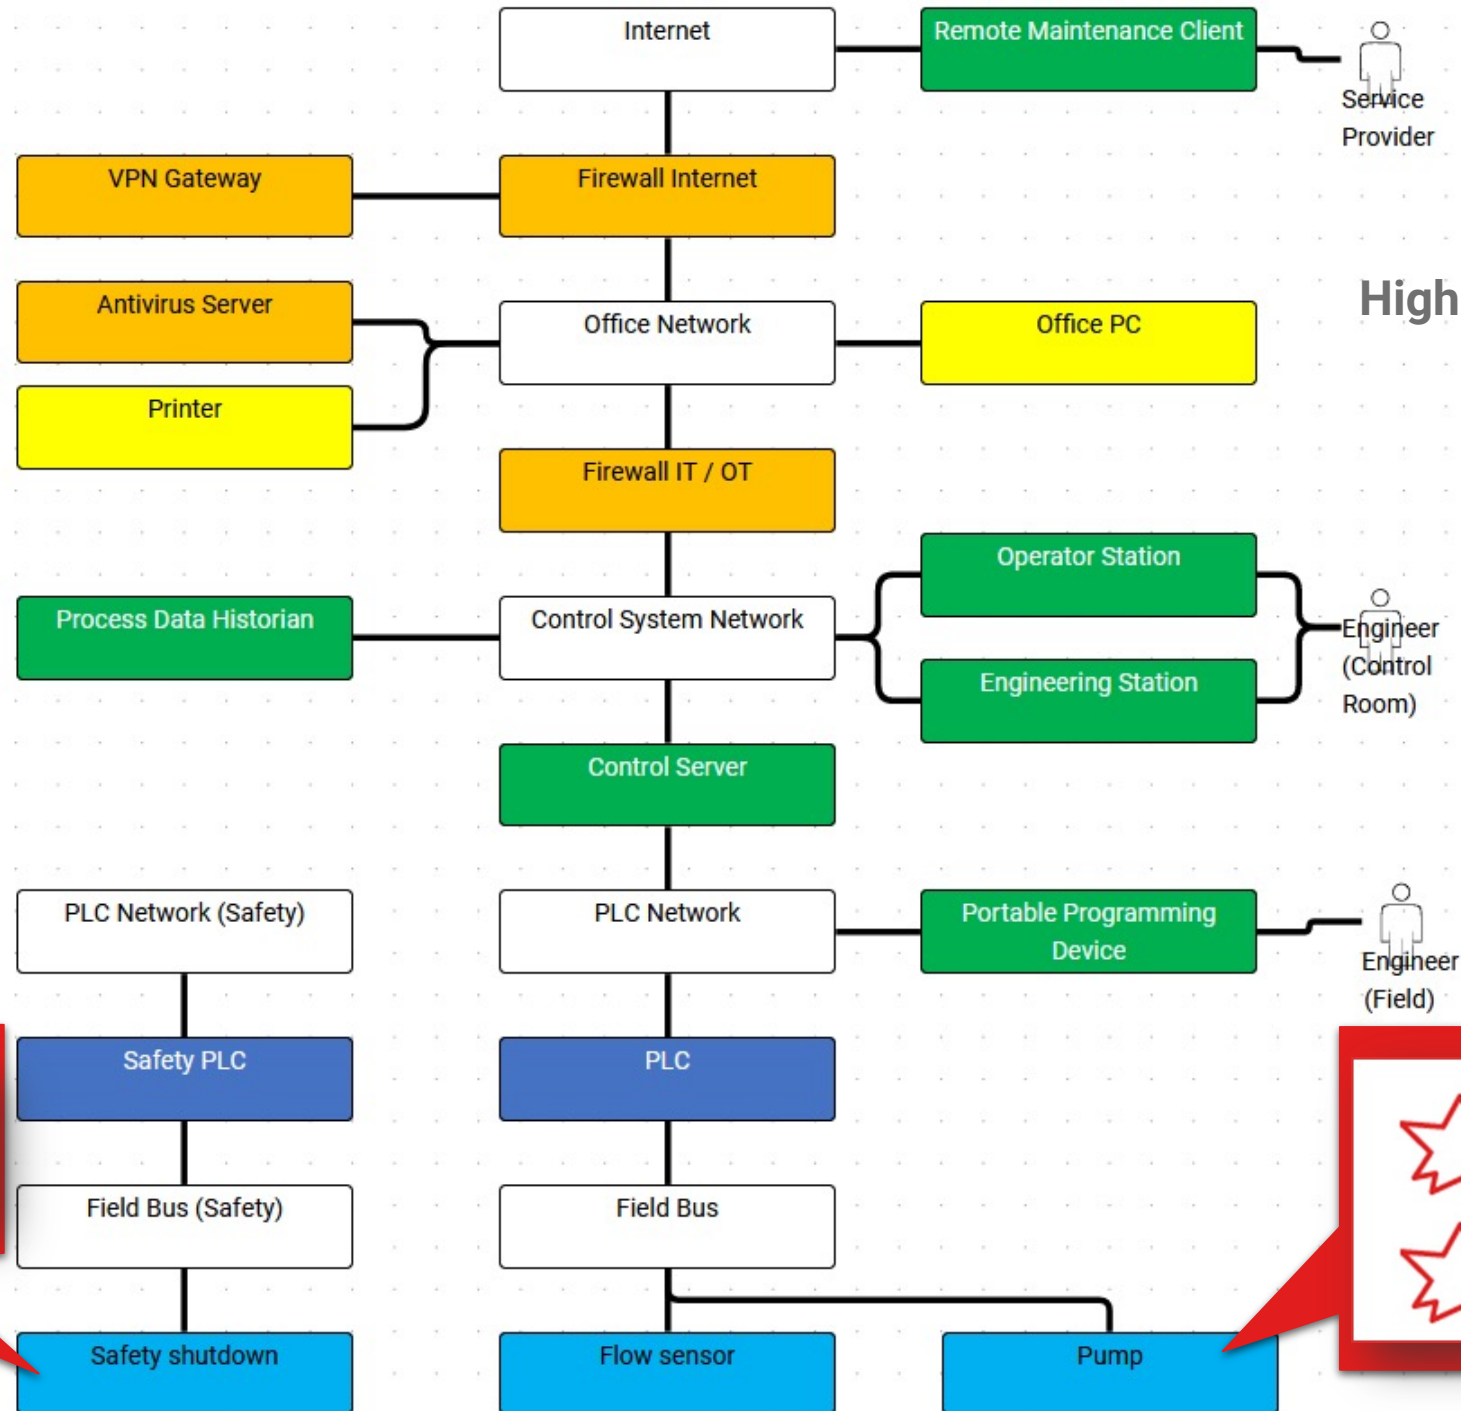 Internet
Remote Maintenance Client
Service
Provider
VPN Gateway
Firewall Internet
Antivirus Server
Office Network
Office PC
High
Printer
Firewall IT / OT
Operator Station
Process Data Historian
Control System Network
Engineer
(Control
Room)
Engineering Station
Control Server
PLC Network (Safety)
PLC Network
Portable Programming
Device
Engineer
(Field)
Safety PLC
PLC
Field Bus (Safety)
Field Bus
Safety shutdown
Flow sensor
Pump